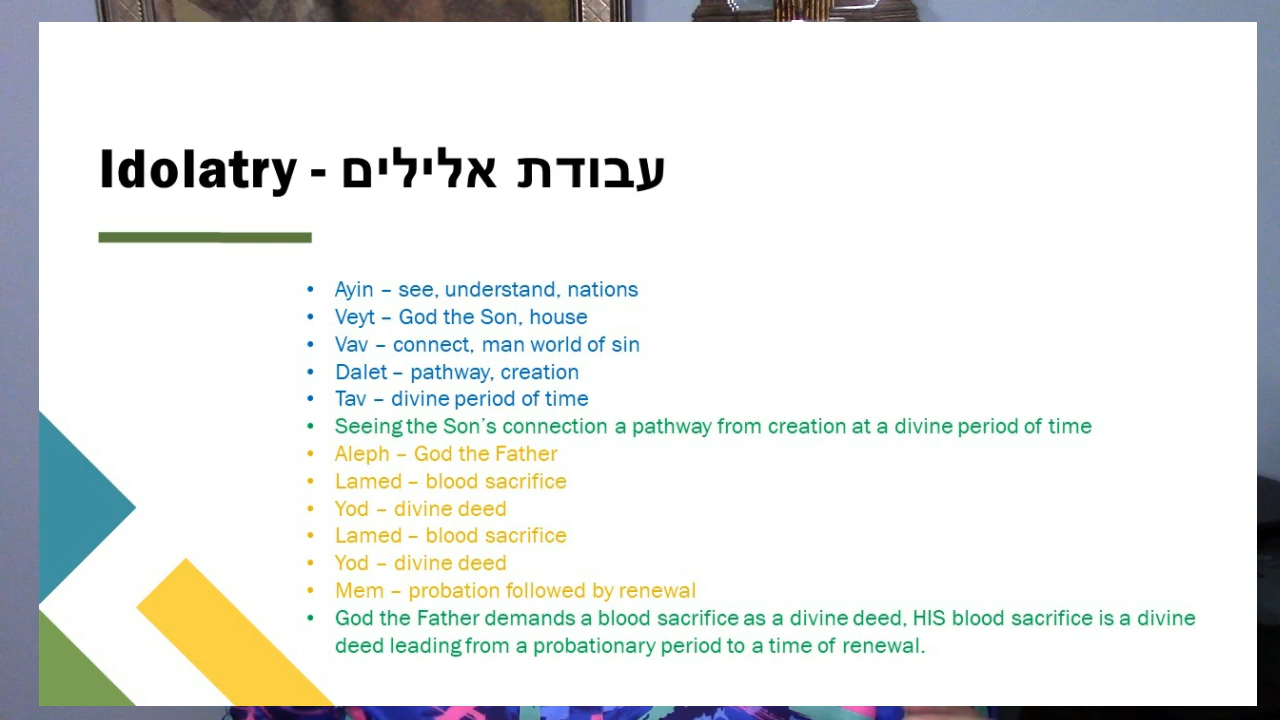 Idolatry - עבודת אלילים
• Ayin – see, understand, nations
• Veyt – God the Son, house
• Vav – connect, man world of sin
• Dalet – pathway, creation
• Tav – divine period of time
• Seeing the Son's connection a pathway from creation at a divine period of time
• Aleph – God the Father
• Lamed – blood sacrifice
• Yod – divine deed
• Lamed – blood sacrifice
• Yod – divine deed
• Mem – probation followed by renewal
• God the Father demands a blood sacrifice as a divine deed, HIS blood sacrifice is a divine
deed leading from a probationary period to a time of renewal.